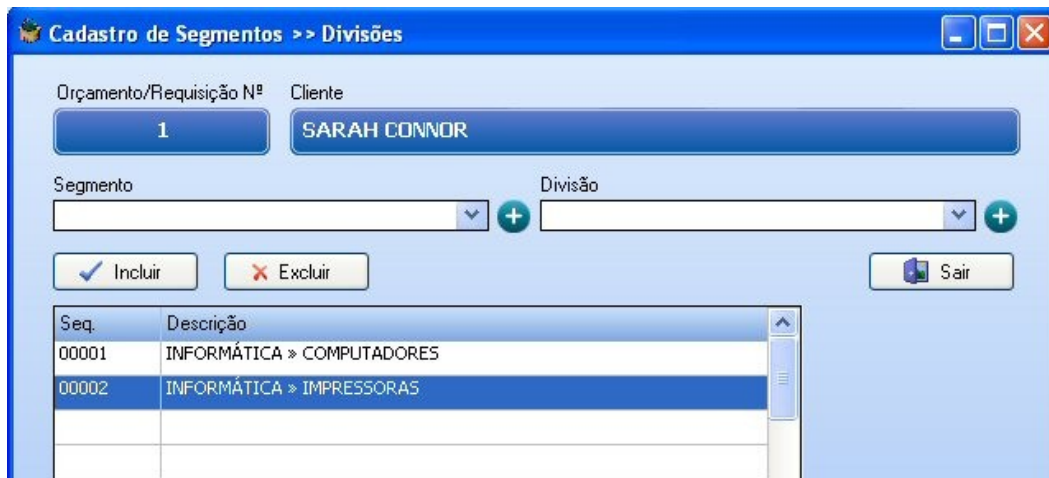 Cadastro de Segmentos >> Divisões
Orçamento/Requisição Nº Cliente
1 SARAH CONNOR
Segmento Divisão
Incluir Excluir Sair
Seq. Descrição
00001 INFORMÁTICA » COMPUTADORES
00002 INFORMÁTICA » IMPRESSORAS